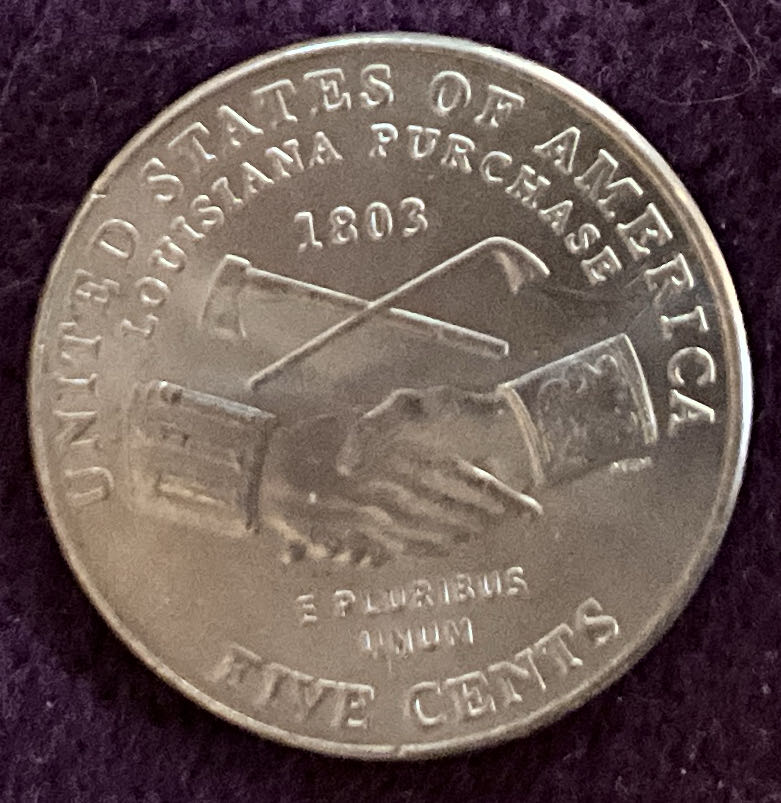 UNITED STATES OF AMERICA
LOUISIANA PURCHASE
1803
E PLURIBUS
UNUM
FIVE CENTS